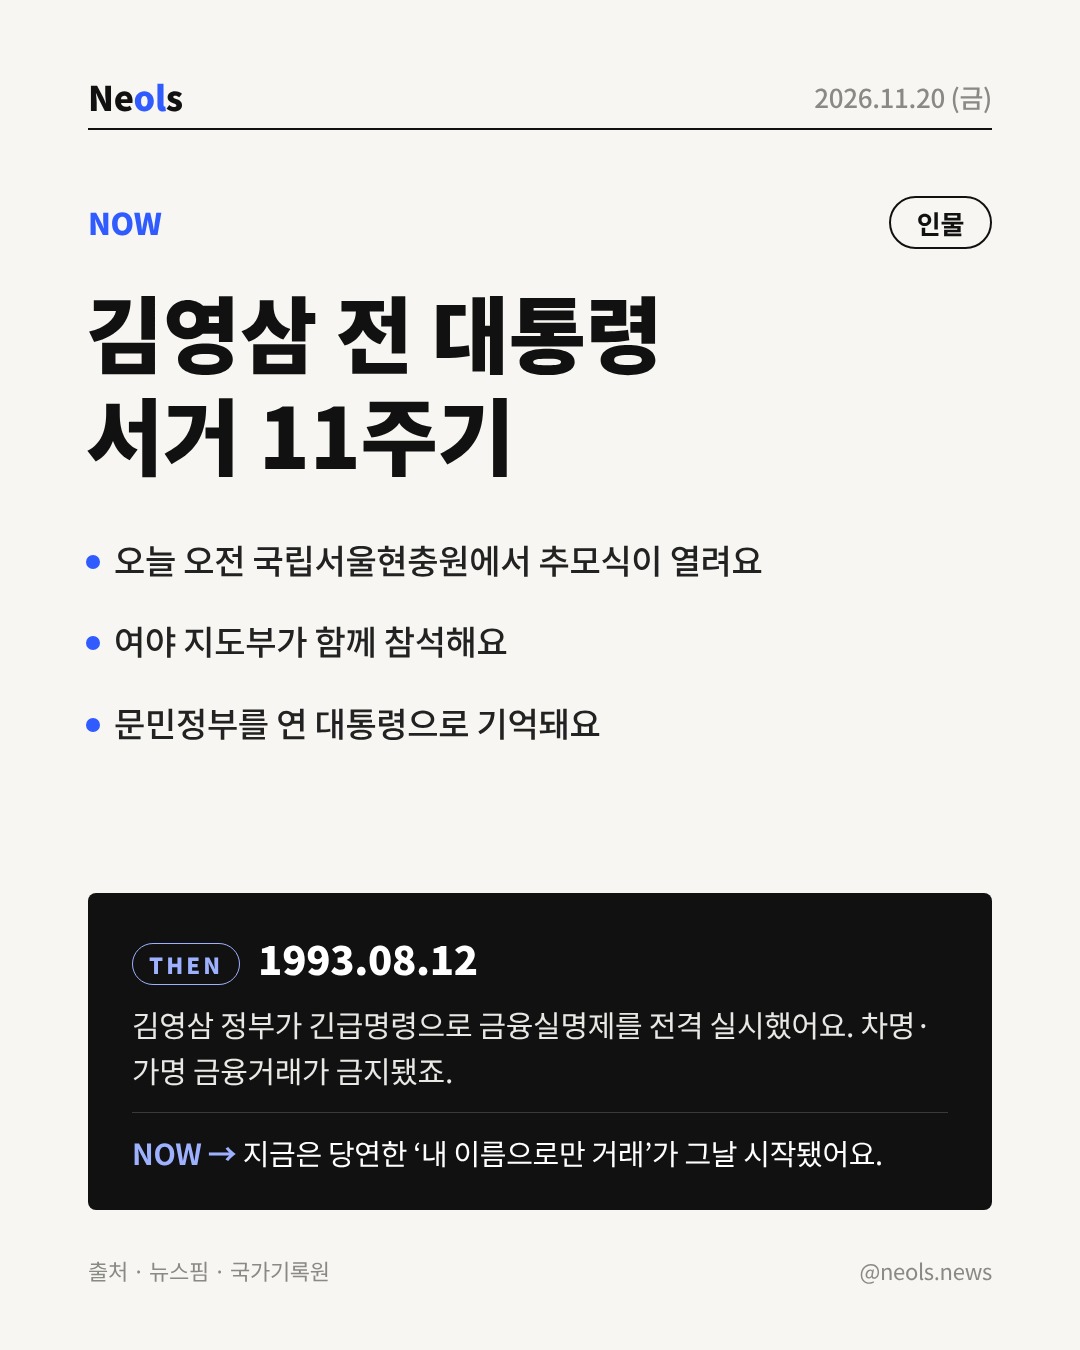 Neols
2026.11.20 (금)
NOW
인물
김영삼 전 대통령
서거 11주기
오늘 오전 국립서울현충원에서 추모식이 열려요
여야 지도부가 함께 참석해요
문민정부를 연 대통령으로 기억돼요
THEN 1993.08.12
김영삼 정부가 긴급명령으로 금융실명제를 전격 실시했어요. 차명·
가명 금융거래가 금지됐죠.
NOW → 지금은 당연한 ‘내 이름으로만 거래’가 그날 시작됐어요.
출처 · 뉴스핌 · 국가기록원
@neols.news